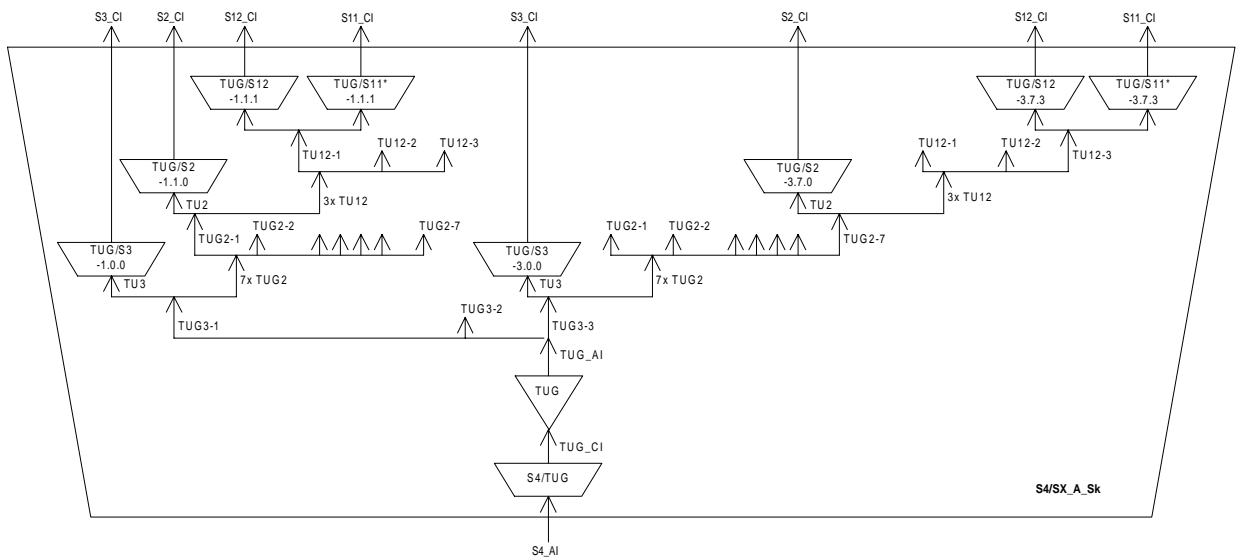 S3_CI S2_CI S12_CI S11_CI S3_CI S2_CI S12_CI S11_CI
TUG/S12 TUG/S11* TUG/S12 TUG/S11*
-1.1.1 -1.1.1 -3.7.3 -3.7.3
TU12-1 TU12-2 TU12-3 TU12-1 TU12-2 TU12-3
TUG/S2 TUG/S2
-1.1.0 -3.7.0
TU2 3x TU12 TU2 3x TU12
TUG2-1 TUG2-2 TUG2-7 TUG2-1 TUG2-2 TUG2-7
TUG/S3 TUG/S3
-1.0.0 -3.0.0
TU3 7x TUG2 TU3 7x TUG2
TUG3-1 TUG3-2 TUG3-3
TUG_AI
TUG
TUG_CI
S4/TUG
S4/SX_A_Sk
S4_AI